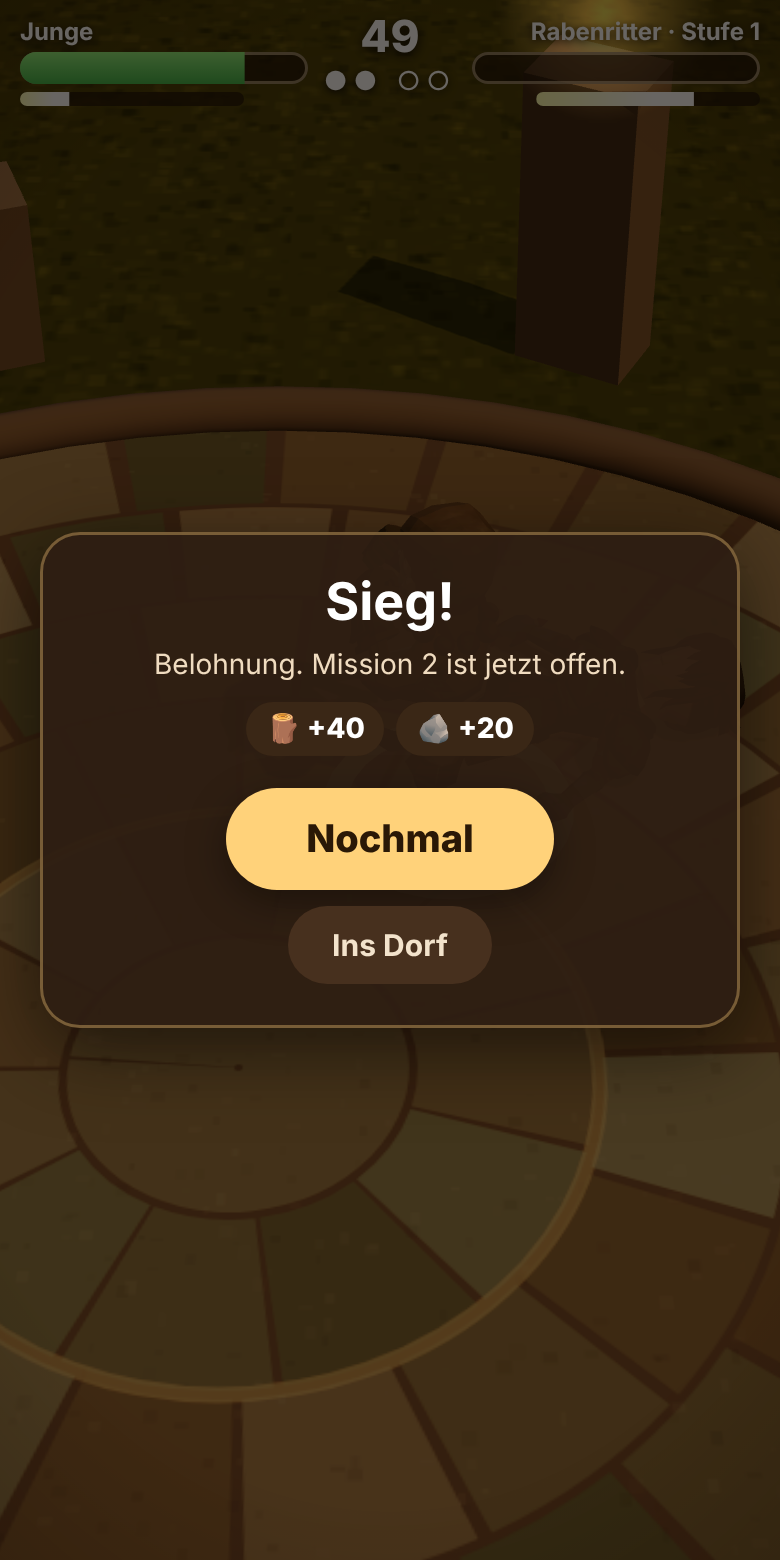 Junge
49
Rabenritter · Stufe 1
Sieg!
Belohnung. Mission 2 ist jetzt offen.
+40
+20
Nochmal
Ins Dorf